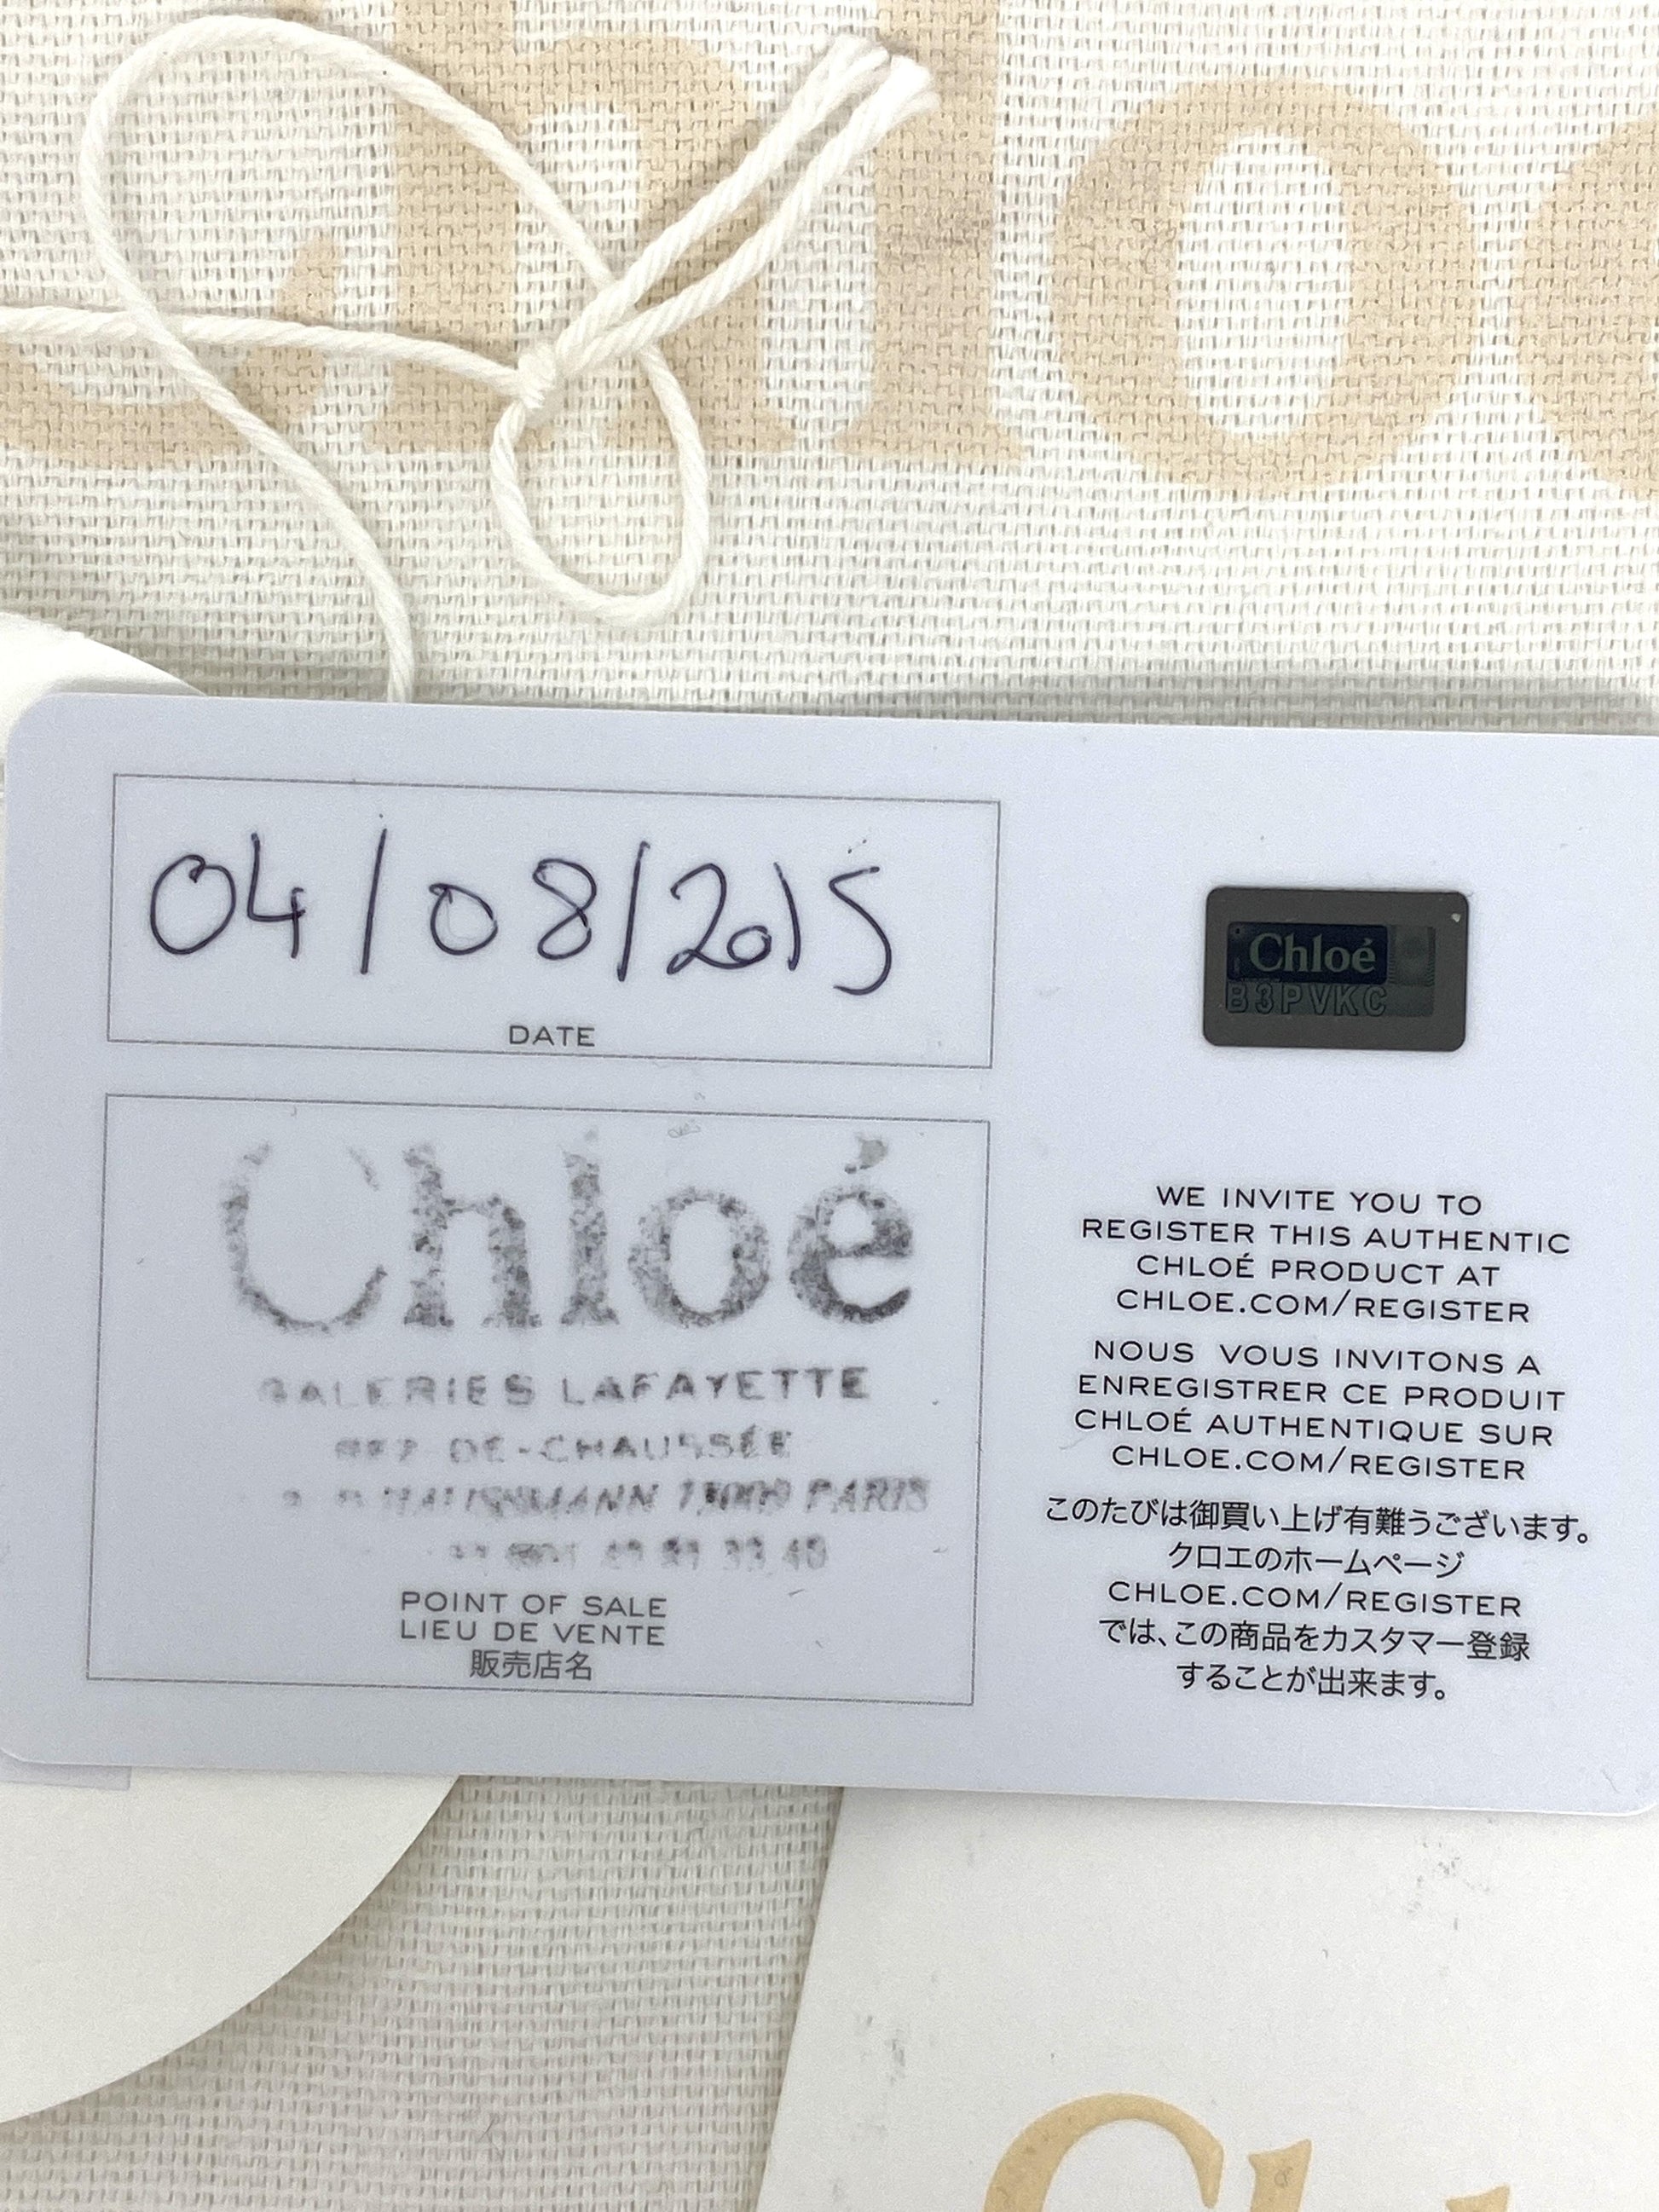 Chloé
04/08/2015
DATE
Chloé
GALERIES LAFAYETTE
REZ DE-CHAUSSÉE
HAUSSMANN PARIS
33 40
POINT OF SALE
LIEU DE VENTE
販売店名
Chloé
B3PVKC
WE INVITE YOU TO
REGISTER THIS AUTHENTIC
CHLOÉ PRODUCT AT
CHLOE.COM/REGISTER
NOUS VOUS INVITONS A
ENREGISTRER CE PRODUIT
CHLOÉ AUTHENTIQUE SUR
CHLOE.COM/REGISTER
このたびは御買い上げ有難うございます。
クロエのホームページ
CHLOE.COM/REGISTER
では、この商品をカスタマー登録
することが出来ます。